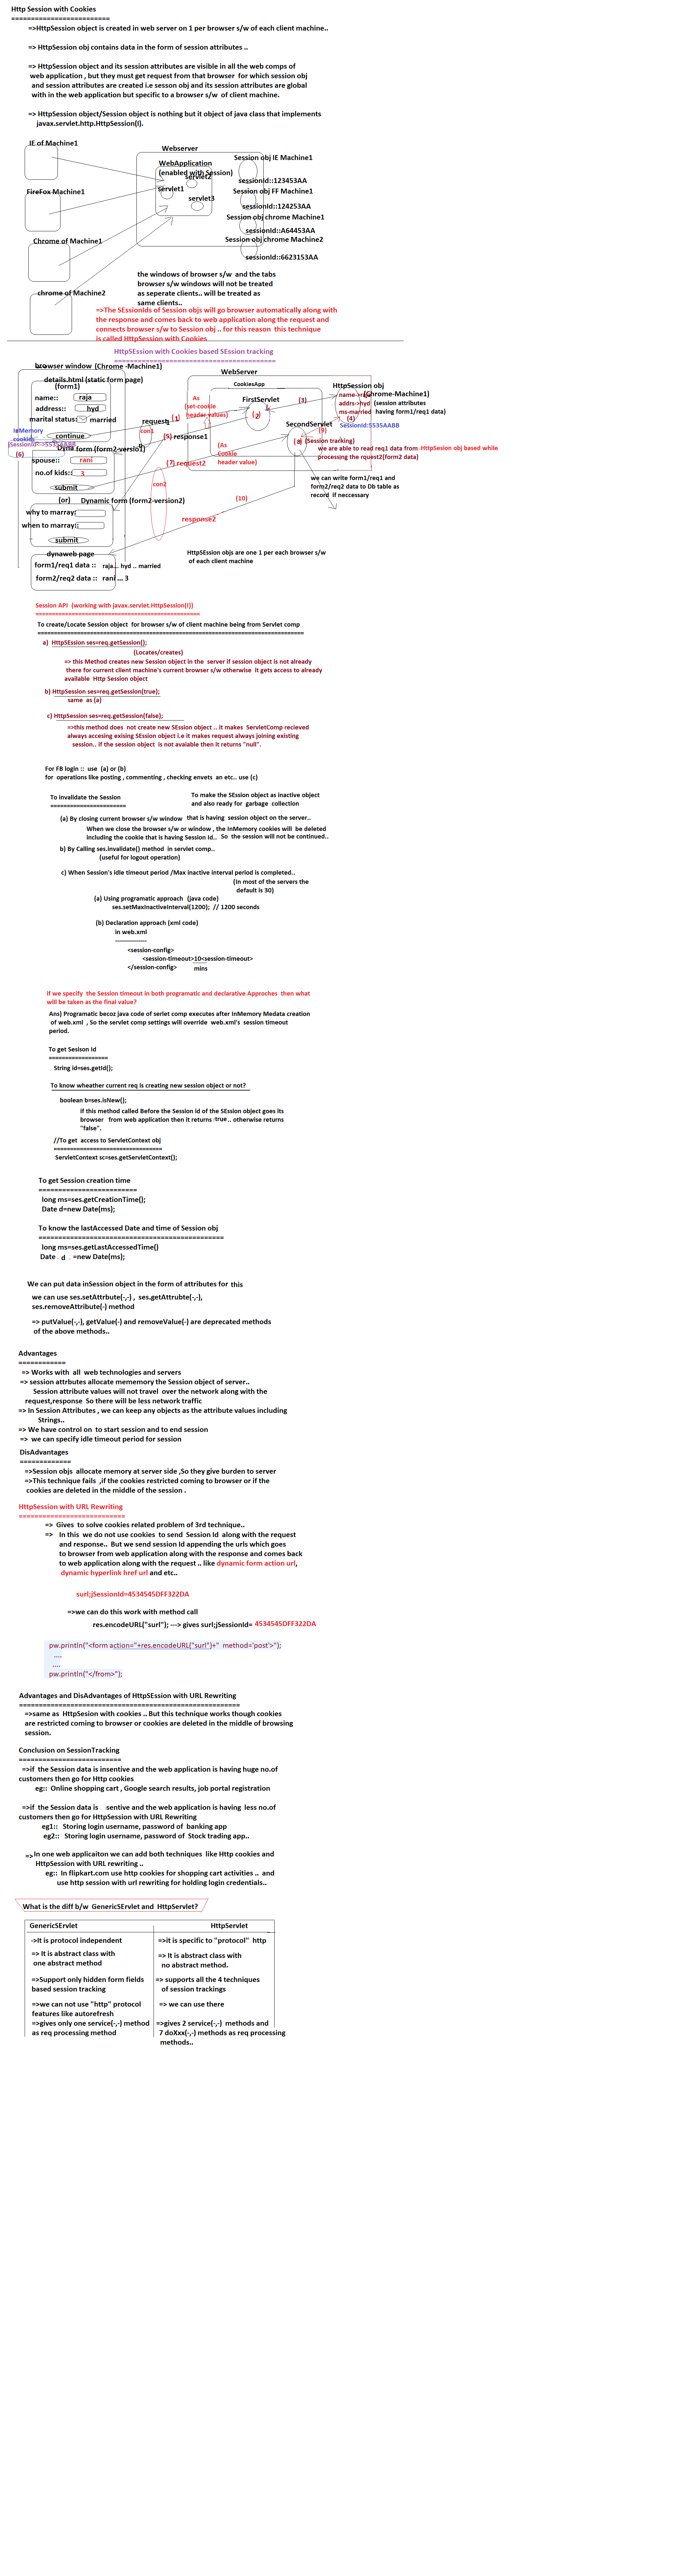 Http Session with Cookies
=========================
=>HttpSession object is created in web server on 1 per browser s/w of each client machine..
=> HttpSession obj contains data in the form of session attributes ..
=> HttpSession object and its session attributes are visible in all the web comps of
web application , but they must get request from that browser for which session obj
and session attributes are created i.e sesson obj and its session attributes are global
with in the web application but specific to a browser s/w of client machine.
=> HttpSession object/Session object is nothing but it object of java class that implements
javax.servlet.http.HttpSession(I).
IE of Machine1
FireFox Machine1
Chrome of Machine1
chrome of Machine2
Webserver
WebApplication
(enabled with Session)
servlet2
servlet1
servlet3
Session obj IE Machine1
sessionId::123453AA
Session obj FF Machine1
sessionId::124253AA
Session obj chrome Machine1
sessionId::A64453AA
Session obj chrome Machine2
sessionId::6623153AA
the windows of browser s/w and the tabs
browser s/w windows will not be treated
as seperate clients.. will be treated as
same clients..
=>The SEssionIds of Session objs will go browser automatically along with
the response and comes back to web application along the request and
connects browser s/w to Session obj .. for this reason this technique
is called HttpSession with Cookies
HttpSEssion with Cookies based SEssion tracking
=========================================
browser window (Chrome -Machine1)
details.html (static form page)
(form1)
name:: raja
address:: hyd
marital status: married
continue
InMemory
cookies
SessionId<->5535AABB
(6)
Dyna form (form2-versio1)
spouse:: rani
no.of kids:: 3
submit
(or) Dynamic form (form2-version2)
why to marray:
when to marray::
submit
dynaweb page
form1/req1 data :: raja... hyd .. married
form2/req2 data :: rani ... 3
request1
con1
(1)
As
(set-cookie
header values)
(5) response1
(7) request2
(As
Cookie
header value)
con2
(10)
response2
WebServer
CookiesApp
FirstServlet
(2)
(3)
SecondServlet
(8)
(9)
HttpSession obj
(Chrome-Machine1)
name->raja
addrs->hyd (session attributes
ms-married having form1/req1 data)
(4)
SessionId:5535AABB
(Session tracking)
we are able to read req1 data from HttpSesion obj based while
processing the rquest2(form2 data)
we can write form1/req1 and
form2/req2 data to Db table as
record if neccessary
HttpSEssion objs are one 1 per each browser s/w
of each client machine
Session API (working with javax.servlet.HttpSession(I))
==================================================
To create/Locate Session object for browser s/w of client machine being from Servlet comp
=================================================================================
a) HttpSEssion ses=req.getSession();
(Locates/creates)
=> this Method creates new Session object in the server if session object is not already
there for current client machine's current browser s/w otherwise it gets access to already
available Http Session object
b) HttpSession ses=req.getSession(true);
same as (a)
c) HttpSession ses=req.getSession(false);
=>this method does not create new SEssion object .. it makes ServletComp recieved
always accesing exising SEssion object i.e it makes request always joining existing
session.. if the session object is not avaiable then it returns "null".
For FB login :: use (a) or (b)
for operations like posting , commenting , checking envets an etc.. use (c)
To invalidate the Session
=======================
To make the SEssion object as inactive object
and also ready for garbage collection
(a) By closing current browser s/w window that is having session object on the server..
When we close the browser s/w or window , the InMemory cookies will be deleted
including the cookie that is having Session Id.. So the session will not be continued..
b) By Calling ses.invalidate() method in servlet comp..
(useful for logout operation)
c) When Session's idle timeout period /Max inactive interval period is completed..
(In most of the servers the
default is 30)
(a) Using programatic approach (java code)
ses.setMaxInactiveInterval(1200); // 1200 seconds
(b) Declaration approach (xml code)
in web.xml
--------------
<session-config>
<session-timeout>10<session-timeout>
</session-config> mins
if we specify the Session timeout in both programatic and declarative Approches then what
will be taken as the final value?
Ans) Programatic becoz java code of serlet comp executes after InMemory Medata creation
of web.xml , So the servlet comp settings will override web.xml's session timeout
period.
To get Sesison Id
==================
String id=ses.getId();
To know wheather current req is creating new session object or not?
boolean b=ses.isNew();
if this method called Before the Session id of the SEssion object goes its
browser from web application then it returns true .. otherwise returns
"false".
//To get access to ServletContext obj
=================================
ServletContext sc=ses.getServletContext();
To get Session creation time
=========================
long ms=ses.getCreationTime();
Date d=new Date(ms);
To know the lastAccessed Date and time of Session obj
===============================================
long ms=ses.getLastAccessedTime()
Date d =new Date(ms);
We can put data inSession object in the form of attributes for this
we can use ses.setAttrbute(-,-) , ses.getAttrubte(-,-),
ses.removeAttribute(-) method
=> putValue(-,-), getValue(-) and removeValue(-) are deprecated methods
of the above methods..
Advantages
============
=> Works with all web technologies and servers
=> session attrbutes allocate mememory the Session object of server..
Session attribute values will not travel over the network along with the
request,response So there will be less network traffic
=> In Session Attributes , we can keep any objects as the attribute values including
Strings..
=> We have control on to start session and to end session
=> we can specify idle timeout period for session
DisAdvantages
=============
=>Session objs allocate memory at server side ,So they give burden to server
=>This technique fails ,if the cookies restricted coming to browser or if the
cookies are deleted in the middle of the session .
HttpSession with URL Rewriting
===========================
=> Gives to solve cookies related problem of 3rd technique..
=> In this we do not use cookies to send Session Id along with the request
and response.. But we send session Id appending the urls which goes
to browser from web application along with the response and comes back
to web application along with the request .. like dynamic form action url,
dynamic hyperlink href url and etc..
surl;jSessionId=4534545DFF322DA
=>we can do this work with method call
res.encodeURL("surl"); ---> gives surl;jSessionId= 4534545DFF322DA
pw.println("<form action="+res.encodeURL("surl")+" method='post'>");
....
....
pw.println("</from>");
Advantages and DisAdvantages of HttpSEssion with URL Rewriting
========================================================
=>same as HttpSesion with cookies .. But this technique works though cookies
are restricted coming to browser or cookies are deleted in the middle of browsing
session.
Conclusion on SessionTracking
==========================
=>if the Session data is insentive and the web application is having huge no.of
customers then go for Http cookies
eg:: Online shopping cart , Google search results, job portal registration
=>if the Session data is sentive and the web application is having less no.of
customers then go for HttpSession with URL Rewriting
eg1:: Storing login username, password of banking app
eg2:: Storing login username, password of Stock trading app..
=>In one web applicaiton we can add both techniques like Http cookies and
HttpSession with URL rewriting ..
eg:: In flipkart.com use http cookies for shopping cart activities .. and
use http session with url rewriting for holding login credentials..
What is the diff b/w GenericSErvlet and HttpServlet?
GenericSErvlet
HttpServlet
->It is protocol independent
=>it is specific to "protocol" http
=> It is abstract class with
one abstract method
=> It is abstract class with
no abstract method.
=>Support only hidden form fields
based session tracking
=> supports all the 4 techniques
of session trackings
=>we can not use "http" protocol
features like autorefresh
=> we can use there
=>gives only one service(-,-) method
as req processing method
=>gives 2 service(-,-) methods and
7 doXxx(-,-) methods as req processing
methods..